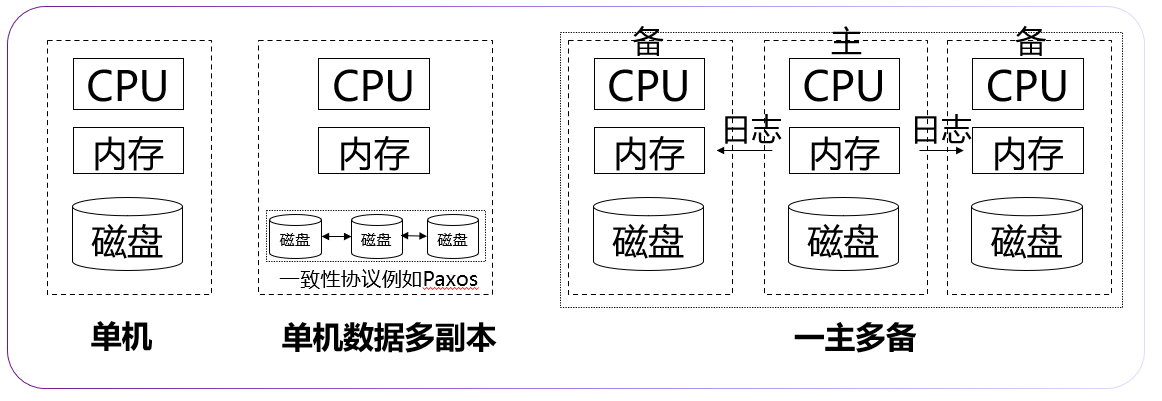 备 主 备
CPU CPU CPU CPU CPU
日志 日志
内存 内存 内存 内存 内存
磁盘 磁盘 磁盘 磁盘 磁盘 磁盘 磁盘
一致性协议例如Paxos
单机 单机数据多副本 一主多备